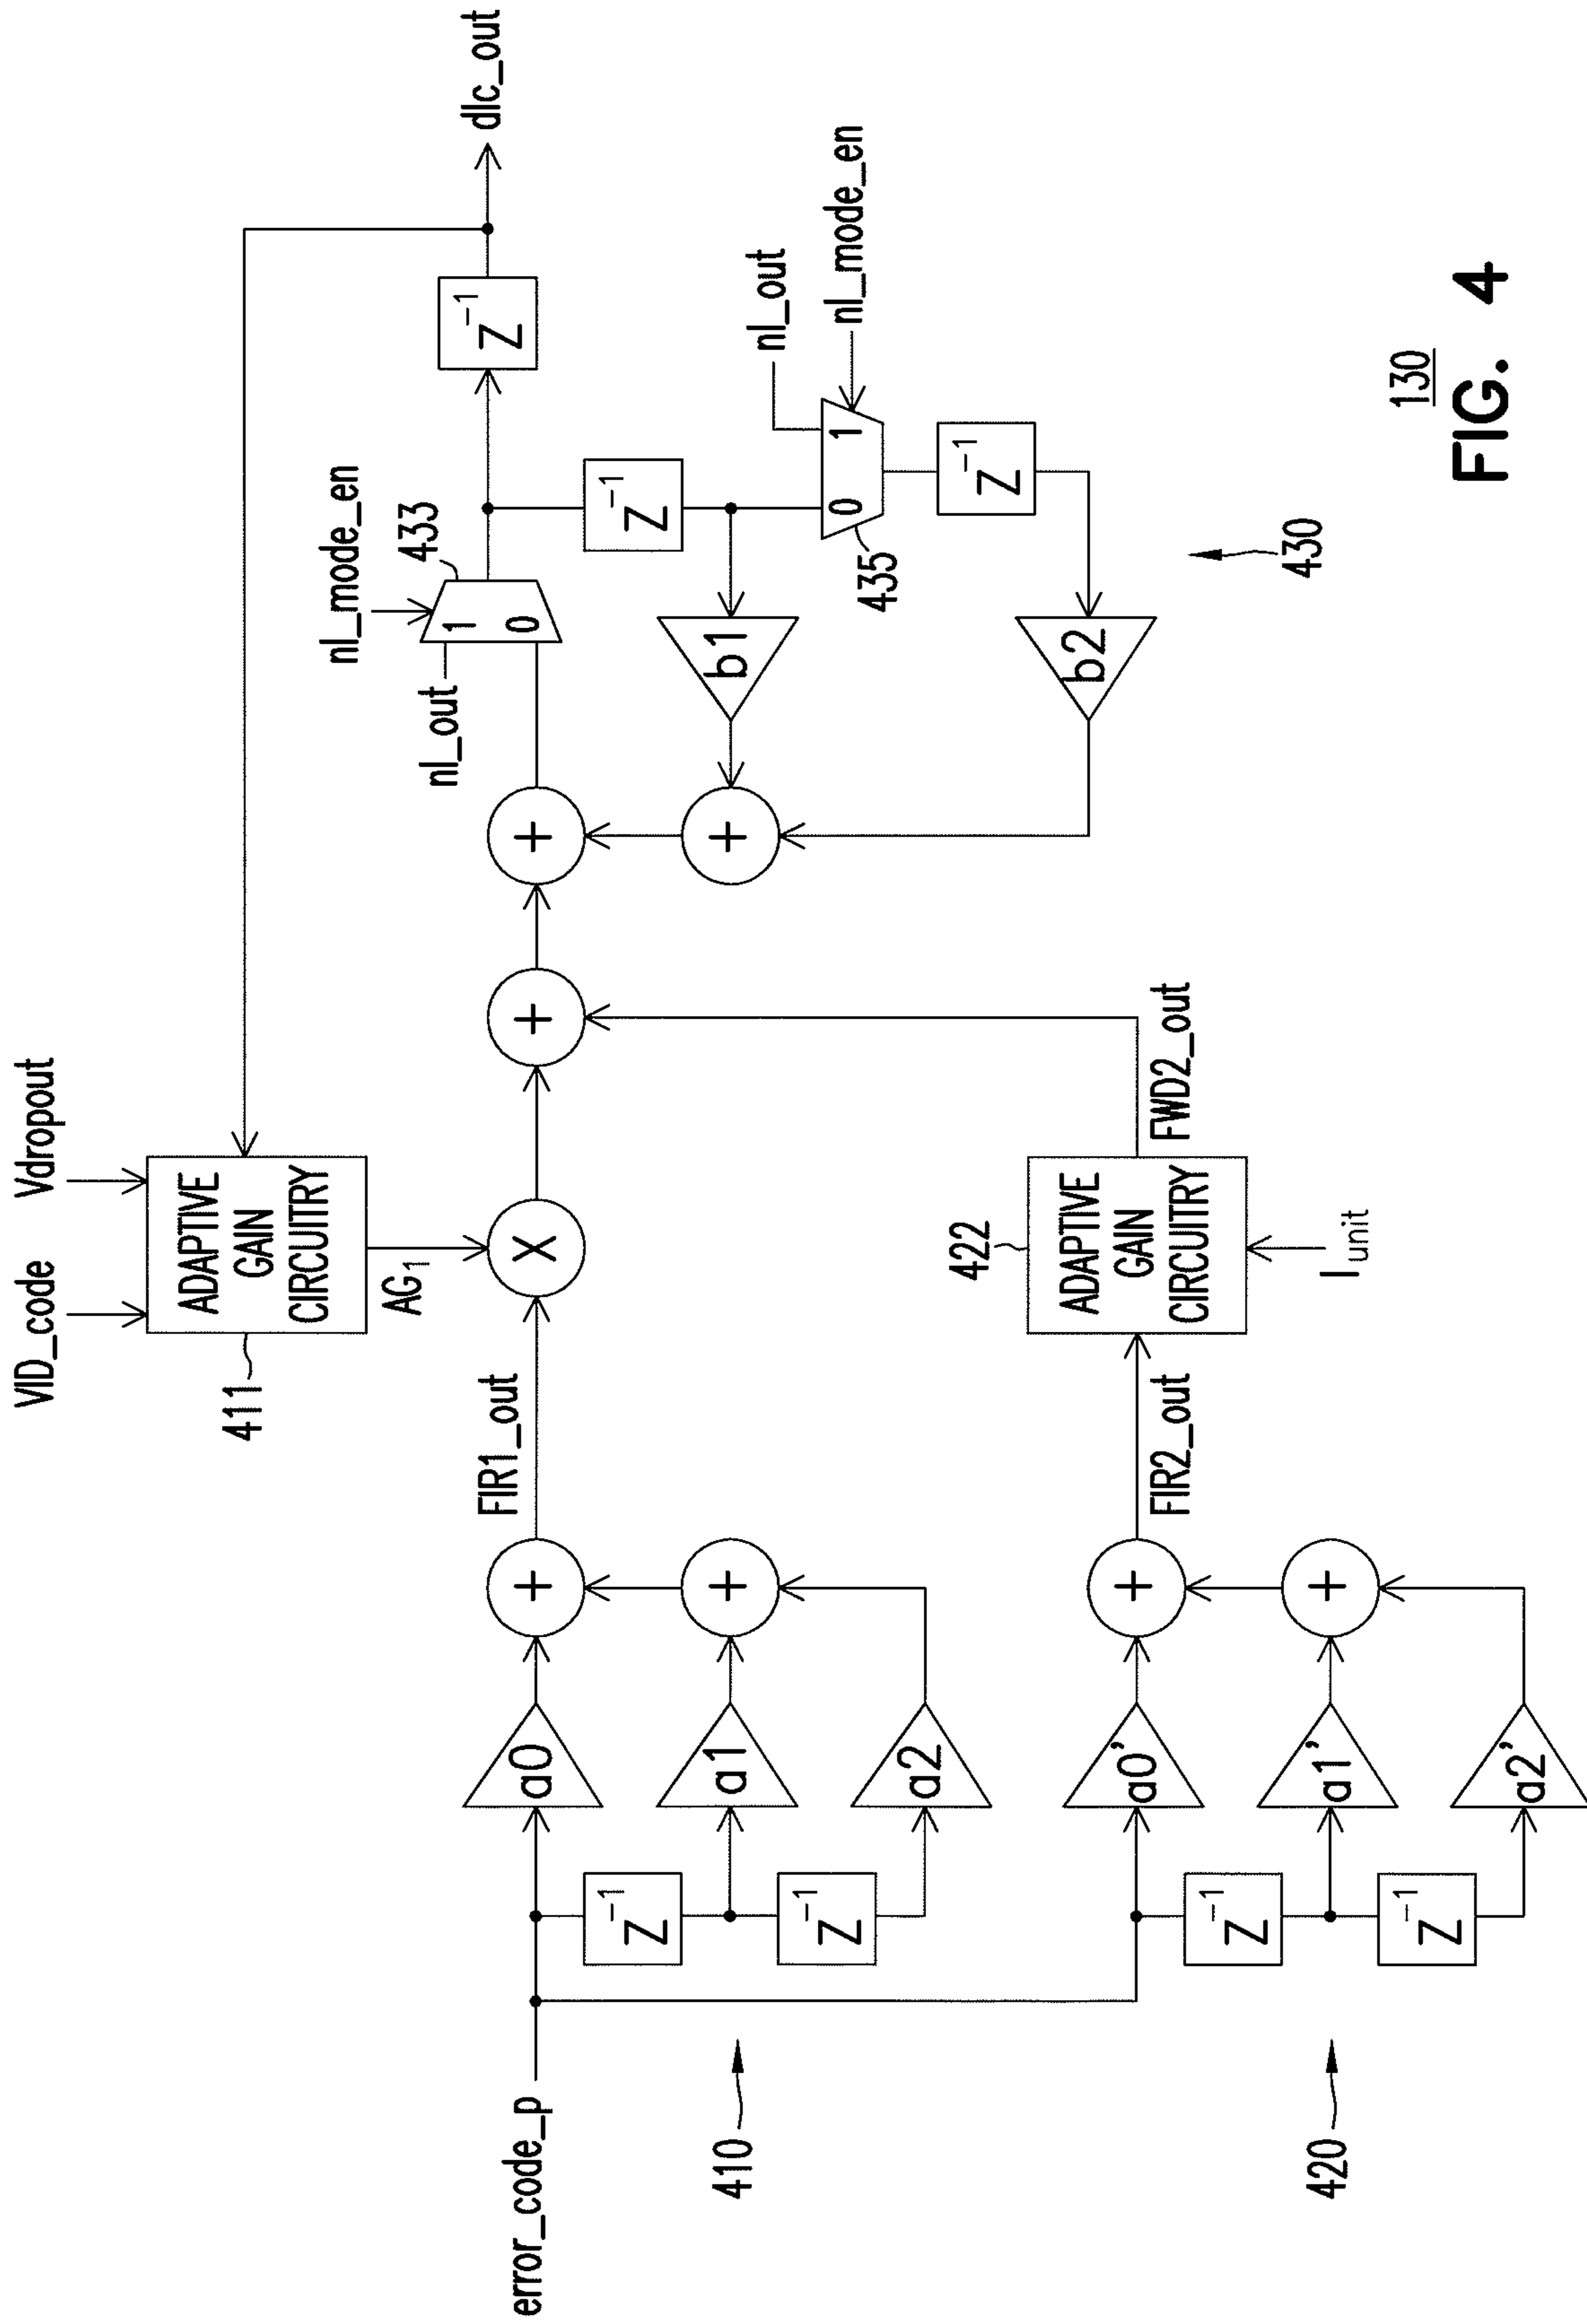 VID_code
Vdropout
411
ADAPTIVE
GAIN
CIRCUITRY
AG1
error_code_p
a0
FIR1_out
X
+
+
+
nl_out
nl_mode_en
1
0
433
Z-1
dlc_out
410
Z-1
a1
+
Z-1
a2
+
b1
Z-1
nl_out
nl_mode_en
0
1
435
Z-1
b2
430
a0'
+
FIR2_out
422
ADAPTIVE
GAIN
CIRCUITRY
FWD2_out
Iunit
420
Z-1
a1'
+
Z-1
a2'
130
FIG. 4